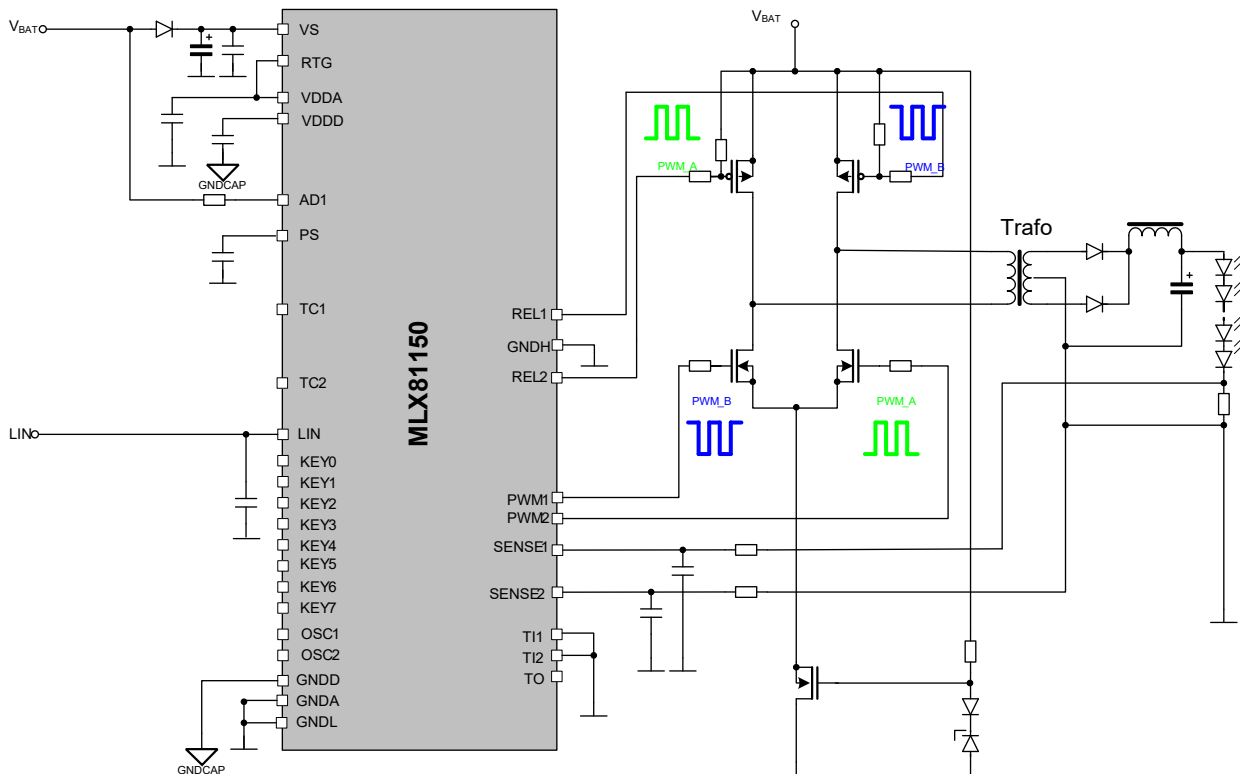 VBAT
VS
RTG
VDDA
VDDD
GNDCAP
AD1
PS
TC1
TC2
LIN
LIN
KEY0
KEY1
KEY2
KEY3
KEY4
KEY5
KEY6
KEY7
OSC1
OSC2
GNDD
GNDA
GNDL
GNDCAP
MLX81150
REL1
GNDH
REL2
PWM1
PWM2
SENSE1
SENSE2
TI1
TI2
TO
VBAT
PWM_A
PWM_B
Trafo
PWM_B
PWM_A